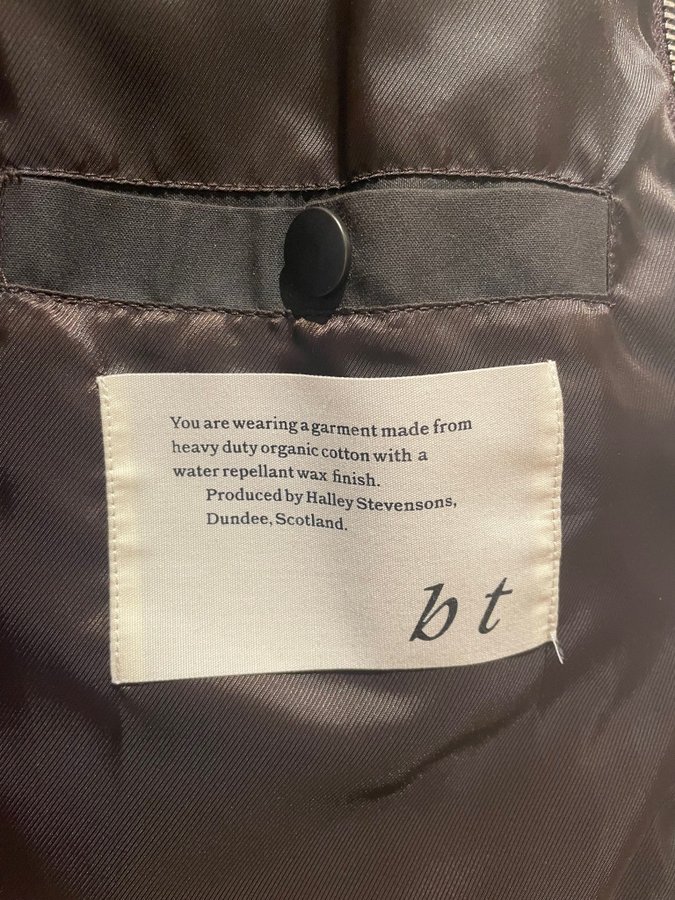 You are wearing a garment made from
heavy duty organic cotton with a
water repellant wax finish.
Produced by Halley Stevensons,
Dundee, Scotland.
b t